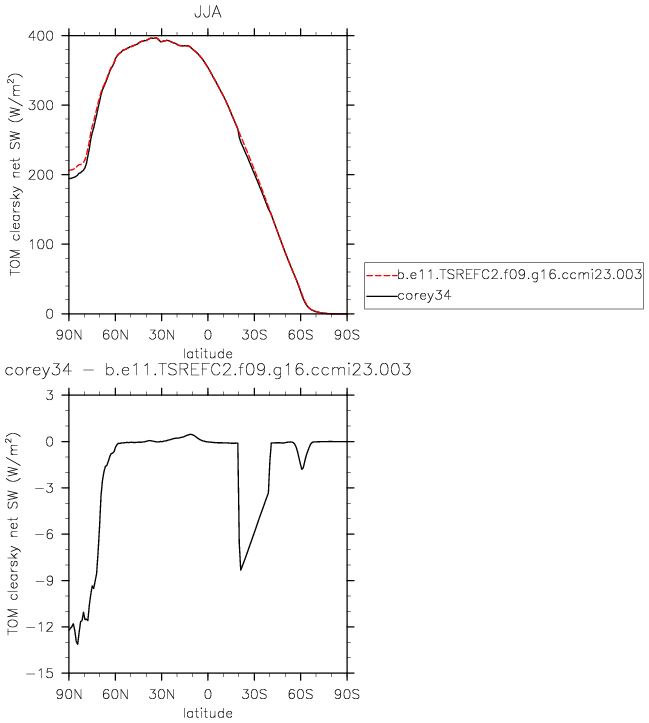 JJA
TOM clearsky net SW (W/m²)
400
300
200
100
0
90N 60N 30N 0 30S 60S 90S
latitude
b.e11.TSREFC2.f09.g16.ccmi23.003
corey34
corey34 − b.e11.TSREFC2.f09.g16.ccmi23.003
TOM clearsky net SW (W/m²)
3
0
−3
−6
−9
−12
−15
90N 60N 30N 0 30S 60S 90S
latitude